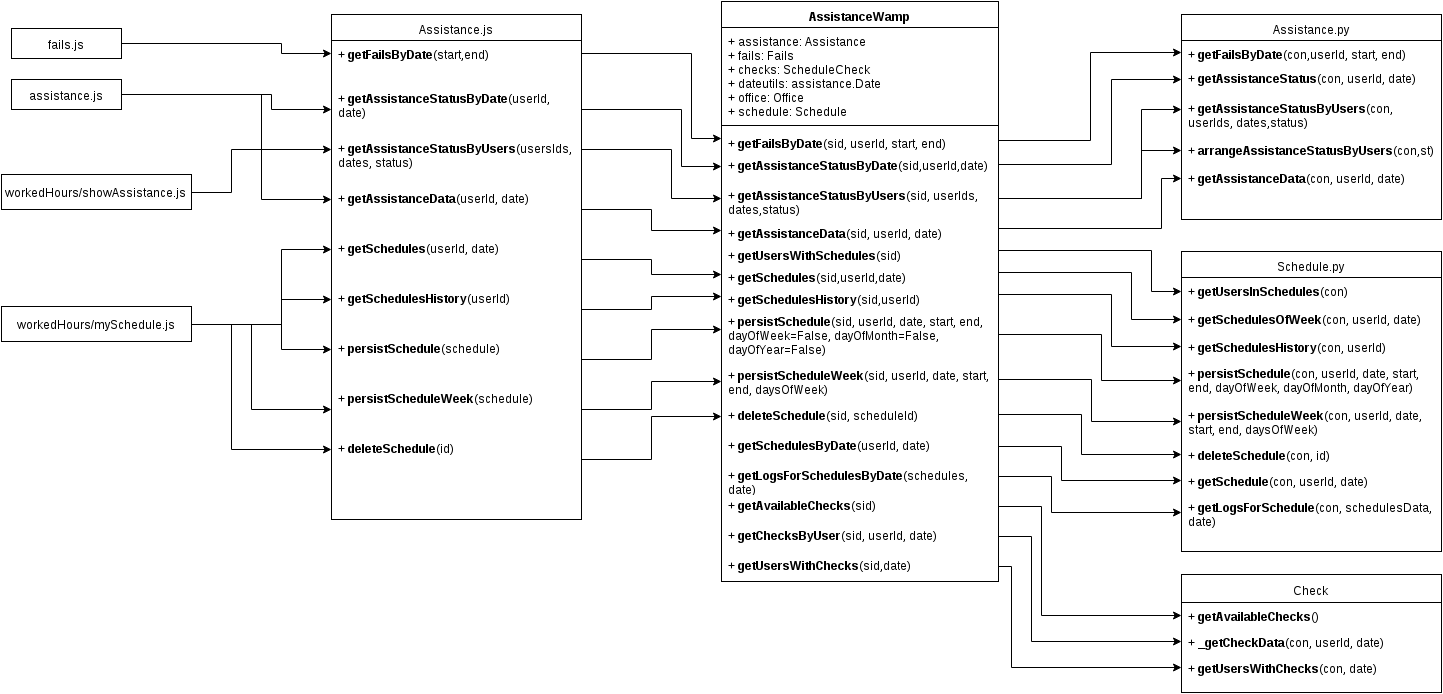 fails.js
assistance.js
workedHours/showAssistance.js
workedHours/mySchedule.js
Assistance.js
+ getFailsByDate(start,end)
+ getAssistanceStatusByDate(userId,
date)
+ getAssistanceStatusByUsers(usersIds,
dates, status)
+ getAssistanceData(userId, date)
+ getSchedules(userId, date)
+ getSchedulesHistory(userId)
+ persistSchedule(schedule)
+ persistScheduleWeek(schedule)
+ deleteSchedule(id)
AssistanceWamp
+ assistance: Assistance
+ fails: Fails
+ checks: ScheduleCheck
+ dateutils: assistance.Date
+ office: Office
+ schedule: Schedule
+ getFailsByDate(sid, userId, start, end)
+ getAssistanceStatusByDate(sid,userId,date)
+ getAssistanceStatusByUsers(sid, userIds,
dates,status)
+ getAssistanceData(sid, userId, date)
+ getUsersWithSchedules(sid)
+ getSchedules(sid,userId,date)
+ getSchedulesHistory(sid,userId)
+ persistSchedule(sid, userId, date, start, end,
dayOfWeek=False, dayOfMonth=False,
dayOfYear=False)
+ persistScheduleWeek(sid, userId, date, start,
end, daysOfWeek)
+ deleteSchedule(sid, scheduleId)
+ getSchedulesByDate(userId, date)
+ getLogsForSchedulesByDate(schedules,
date)
+ getAvailableChecks(sid)
+ getChecksByUser(sid, userId, date)
+ getUsersWithChecks(sid,date)
Assistance.py
+ getFailsByDate(con,userId, start, end)
+ getAssistanceStatus(con, userId, date)
+ getAssistanceStatusByUsers(con,
userIds, dates,status)
+ arrangeAssistanceStatusByUsers(con,st)
+ getAssistanceData(con, userId, date)
Schedule.py
+ getUsersInSchedules(con)
+ getSchedulesOfWeek(con, userId, date)
+ getSchedulesHistory(con, userId)
+ persistSchedule(con, userId, date, start,
end, dayOfWeek, dayOfMonth, dayOfYear)
+ persistScheduleWeek(con, userId, date,
start, end, daysOfWeek)
+ deleteSchedule(con, id)
+ getSchedule(con, userId, date)
+ getLogsForSchedule(con, schedulesData,
date)
Check
+ getAvailableChecks()
+ _getCheckData(con, userId, date)
+ getUsersWithChecks(con, date)